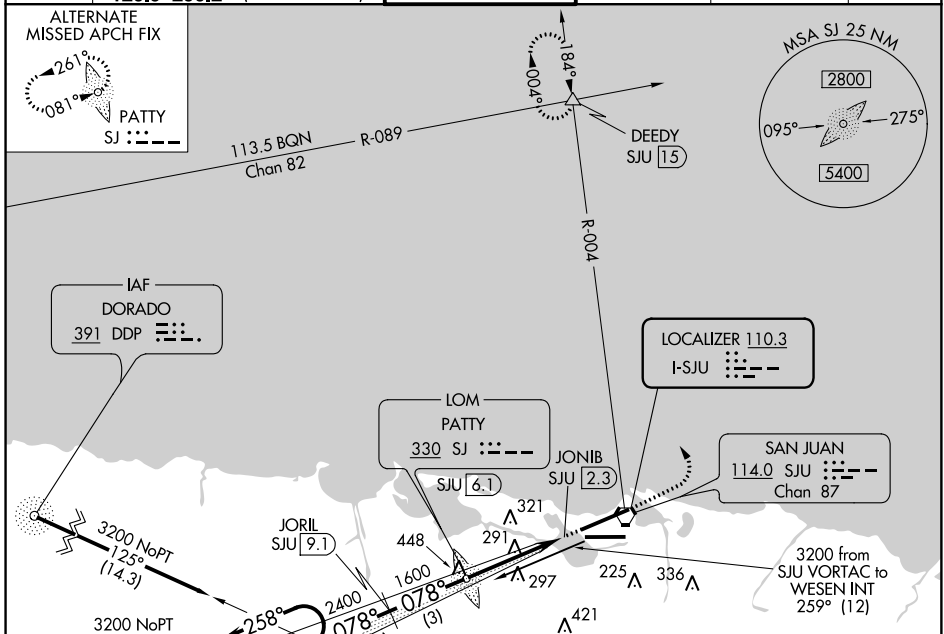 ALTERNATE
MISSED APCH FIX
261°
081°
PATTY
SJ
184°
004°
DEEDY
SJU 15
MSA SJ 25 NM
2800
095°
275°
5400
113.5 BQN
Chan 82
R-089
R-004
IAF
DORADO
391 DDP
LOCALIZER 110.3
I-SJU
LOM
PATTY
330 SJ
SJU 6.1
JONIB
SJU 2.3
SAN JUAN
114.0 SJU
Chan 87
JORIL
SJU 9.1
321
448
291
297
225
336
421
3200 NoPT
125°
(14.3)
1600
2400
078°
(3)
258°
078°
3200 NoPT
3200 from
SJU VORTAC to
WESEN INT
259° (12)